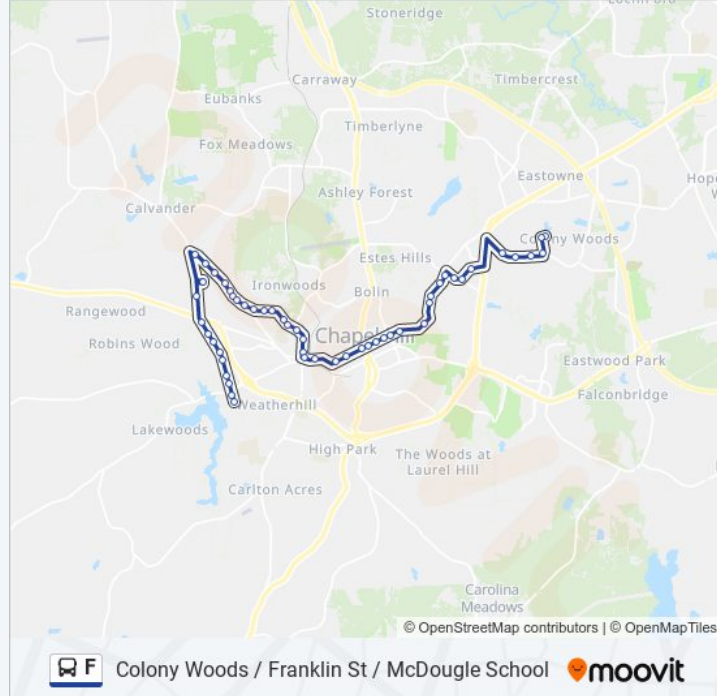 Stoneridge
Carraway
Timbercrest
Eubanks
Timberlyne
Fox Meadows
Eastowne
Ashley Forest
Calvander
Colony Woods
Estes Hills
Ironwoods
Bolin
Rangewood
Chapel
Robins Wood
Eastwood Park
Falconbridge
Weatherhill
Lakewoods
High Park
The Woods at
Laurel Hill
Carlton Acres
Carolina
Meadows
© OpenStreetMap contributors | © OpenMapTiles
F Colony Woods / Franklin St / McDougle School moovit